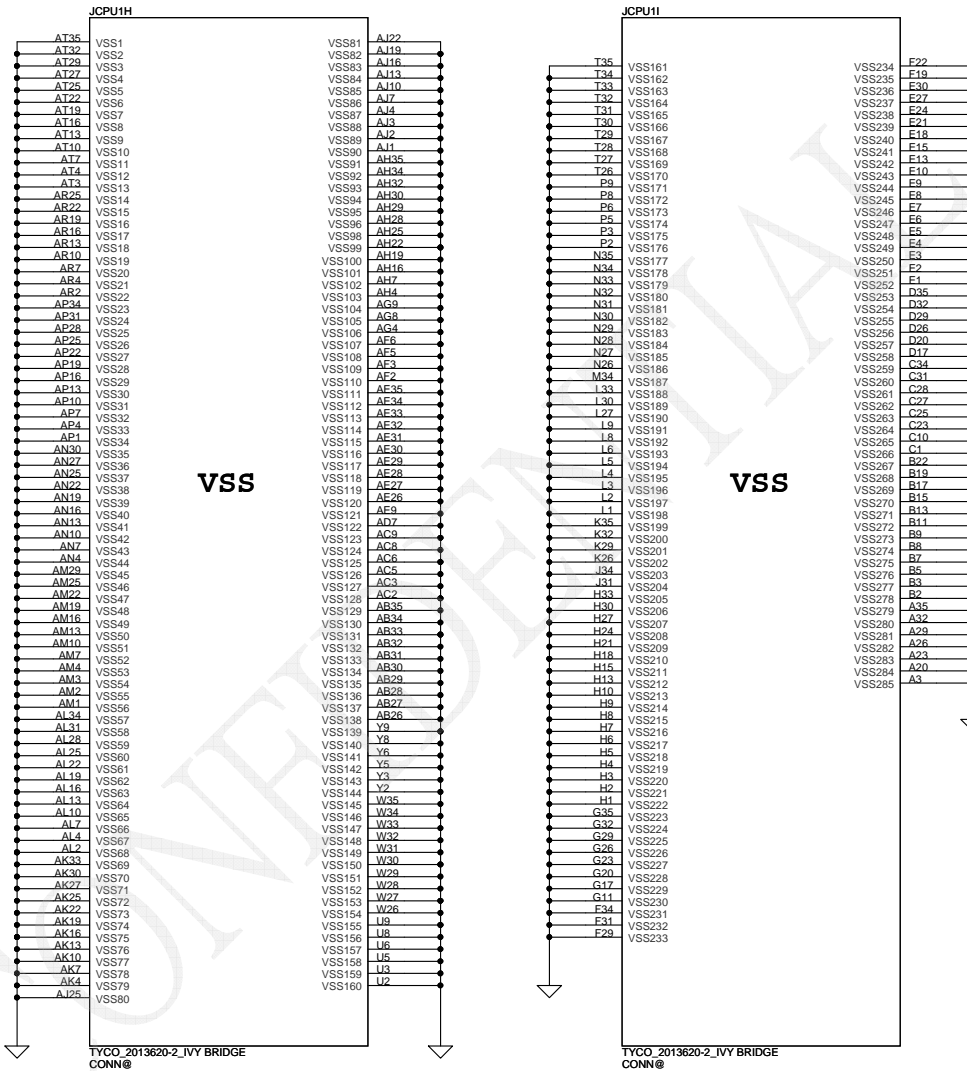 JCPU1H
AT35 VSS1
AT32 VSS2
AT29 VSS3
AT27 VSS4
AT25 VSS5
AT22 VSS6
AT19 VSS7
AT16 VSS8
AT13 VSS9
AT10 VSS10
AT7 VSS11
AT4 VSS12
AT3 VSS13
AR25 VSS14
AR22 VSS15
AR19 VSS16
AR16 VSS17
AR13 VSS18
AR10 VSS19
AR7 VSS20
AR4 VSS21
AR2 VSS22
AP34 VSS23
AP31 VSS24
AP28 VSS25
AP25 VSS26
AP22 VSS27
AP19 VSS28
AP16 VSS29
AP13 VSS30
AP10 VSS31
AP7 VSS32
AP4 VSS33
AP1 VSS34
AN30 VSS35
AN27 VSS36
AN25 VSS37
AN22 VSS38
AN19 VSS39
AN16 VSS40
AN13 VSS41
AN10 VSS42
AN7 VSS43
AN4 VSS44
AM29 VSS45
AM25 VSS46
AM22 VSS47
AM19 VSS48
AM16 VSS49
AM13 VSS50
AM10 VSS51
AM7 VSS52
AM4 VSS53
AM3 VSS54
AM2 VSS55
AM1 VSS56
AL34 VSS57
AL31 VSS58
AL28 VSS59
AL25 VSS60
AL22 VSS61
AL19 VSS62
AL16 VSS63
AL13 VSS64
AL10 VSS65
AL7 VSS66
AL4 VSS67
AL2 VSS68
AK33 VSS69
AK30 VSS70
AK27 VSS71
AK25 VSS72
AK22 VSS73
AK19 VSS74
AK16 VSS75
AK13 VSS76
AK10 VSS77
AK7 VSS78
AK4 VSS79
AJ25 VSS80
VSS
VSS81 AJ22
VSS82 AJ19
VSS83 AJ16
VSS84 AJ13
VSS85 AJ10
VSS86 AJ7
VSS87 AJ4
VSS88 AJ3
VSS89 AJ2
VSS90 AJ1
VSS91 AH35
VSS92 AH34
VSS93 AH32
VSS94 AH30
VSS95 AH29
VSS96 AH28
VSS98 AH25
VSS99 AH22
VSS100 AH19
VSS101 AH16
VSS102 AH7
VSS103 AH4
VSS104 AG9
VSS105 AG8
VSS106 AG4
VSS107 AF6
VSS108 AF5
VSS109 AF3
VSS110 AF2
VSS111 AE35
VSS112 AE34
VSS113 AE33
VSS114 AE32
VSS115 AE31
VSS116 AE30
VSS117 AE29
VSS118 AE28
VSS119 AE27
VSS120 AE26
VSS121 AE9
VSS122 AD7
VSS123 AC9
VSS124 AC8
VSS125 AC6
VSS126 AC5
VSS127 AC3
VSS128 AC2
VSS129 AB35
VSS130 AB34
VSS131 AB33
VSS132 AB32
VSS133 AB31
VSS134 AB30
VSS135 AB29
VSS136 AB28
VSS137 AB27
VSS138 AB26
VSS139 Y9
VSS140 Y8
VSS141 Y6
VSS142 Y5
VSS143 Y3
VSS144 Y2
VSS145 W35
VSS146 W34
VSS147 W33
VSS148 W32
VSS149 W31
VSS150 W30
VSS151 W29
VSS152 W28
VSS153 W27
VSS154 W26
VSS155 U9
VSS156 U8
VSS157 U6
VSS158 U5
VSS159 U3
VSS160 U2
TYCO_2013620-2_IVY BRIDGE
CONN@
JCPU1I
T35 VSS161
T34 VSS162
T33 VSS163
T32 VSS164
T31 VSS165
T30 VSS166
T29 VSS167
T28 VSS168
T27 VSS169
T26 VSS170
P9 VSS171
P8 VSS172
P6 VSS173
P5 VSS174
P3 VSS175
P2 VSS176
N35 VSS177
N34 VSS178
N33 VSS179
N32 VSS180
N31 VSS181
N30 VSS182
N29 VSS183
N28 VSS184
N27 VSS185
N26 VSS186
M34 VSS187
L33 VSS188
L30 VSS189
L27 VSS190
L9 VSS191
L8 VSS192
L6 VSS193
L5 VSS194
L4 VSS195
L3 VSS196
L2 VSS197
L1 VSS198
K35 VSS199
K32 VSS200
K29 VSS201
K26 VSS202
J34 VSS203
J31 VSS204
H33 VSS205
H30 VSS206
H27 VSS207
H24 VSS208
H21 VSS209
H18 VSS210
H15 VSS211
H13 VSS212
H10 VSS213
H9 VSS214
H8 VSS215
H7 VSS216
H6 VSS217
H5 VSS218
H4 VSS219
H3 VSS220
H2 VSS221
H1 VSS222
G35 VSS223
G32 VSS224
G29 VSS225
G26 VSS226
G23 VSS227
G20 VSS228
G17 VSS229
G11 VSS230
F34 VSS231
F31 VSS232
F29 VSS233
VSS
VSS234 F22
VSS235 F19
VSS236 E30
VSS237 E27
VSS238 E24
VSS239 E21
VSS240 E18
VSS241 E15
VSS242 E13
VSS243 E10
VSS244 E9
VSS245 E8
VSS246 E7
VSS247 E6
VSS248 E5
VSS249 E4
VSS250 E3
VSS251 E2
VSS252 E1
VSS253 D35
VSS254 D32
VSS255 D29
VSS256 D26
VSS257 D20
VSS258 D17
VSS259 C34
VSS260 C31
VSS261 C28
VSS262 C27
VSS263 C25
VSS264 C23
VSS265 C10
VSS266 C1
VSS267 B22
VSS268 B19
VSS269 B17
VSS270 B15
VSS271 B13
VSS272 B11
VSS273 B9
VSS274 B8
VSS275 B7
VSS276 B5
VSS277 B3
VSS278 B2
VSS279 A35
VSS280 A32
VSS281 A29
VSS282 A26
VSS283 A23
VSS284 A20
VSS285 A3
TYCO_2013620-2_IVY BRIDGE
CONN@
CONFIDENTIAL